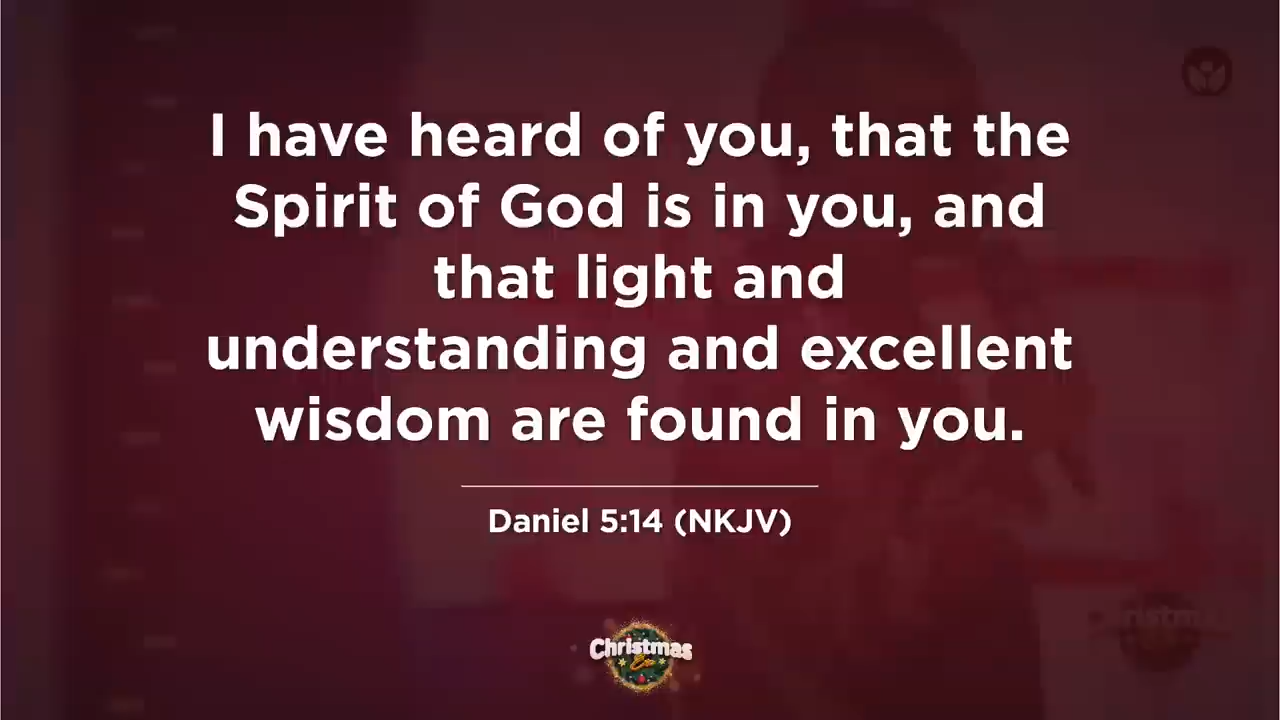 I have heard of you, that the
Spirit of God is in you, and
that light and
understanding and excellent
wisdom are found in you.
Daniel 5:14 (NKJV)
Christmas
Eve